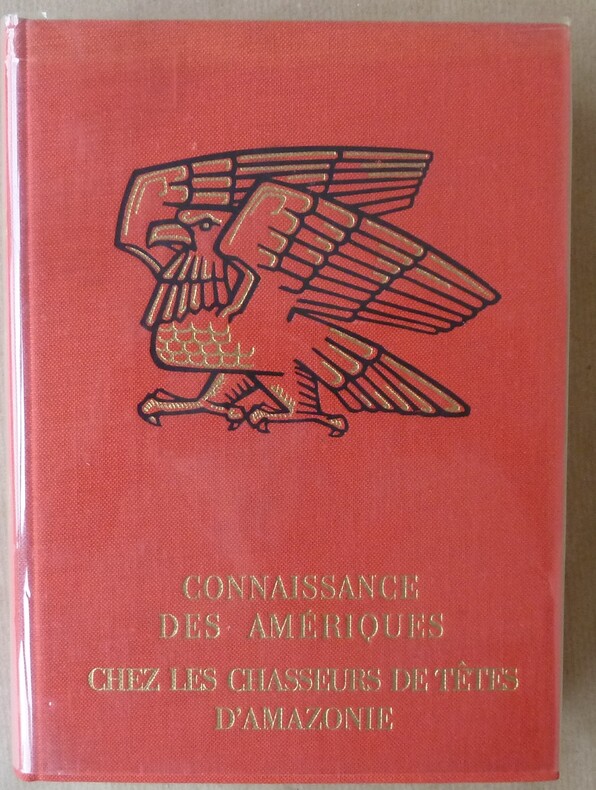 CONNAISSANCE
DES AMÉRIQUES
CHEZ LES CHASSEURS DE TÊTES
D'AMAZONIE